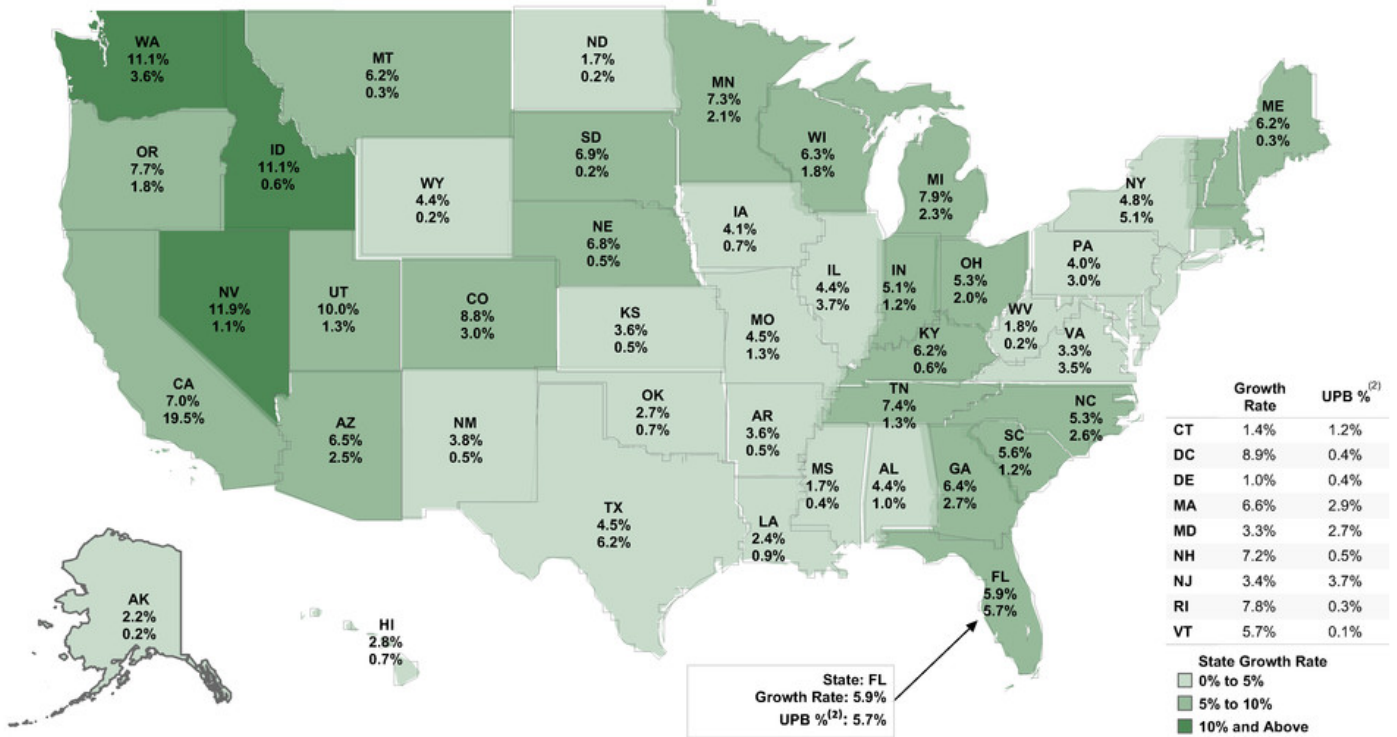 WA
11.1%
3.6%
MT
6.2%
0.3%
ND
1.7%
0.2%
MN
7.3%
2.1%
ME
6.2%
0.3%
OR
7.7%
1.8%
ID
11.1%
0.6%
WY
4.4%
0.2%
SD
6.9%
0.2%
WI
6.3%
1.8%
MI
7.9%
2.3%
NY
4.8%
5.1%
NE
6.8%
0.5%
IA
4.1%
0.7%
PA
4.0%
3.0%
NV
11.9%
1.1%
UT
10.0%
1.3%
CO
8.8%
3.0%
KS
3.6%
0.5%
MO
4.5%
1.3%
IL
4.4%
3.7%
IN
5.1%
1.2%
OH
5.3%
2.0%
WV
1.8%
0.2%
VA
3.3%
3.5%
KY
6.2%
0.6%
CA
7.0%
19.5%
AZ
6.5%
2.5%
NM
3.8%
0.5%
OK
2.7%
0.7%
AR
3.6%
0.5%
TN
7.4%
1.3%
NC
5.3%
2.6%
SC
5.6%
1.2%
MS
1.7%
0.4%
AL
4.4%
1.0%
GA
6.4%
2.7%
TX
4.5%
6.2%
LA
2.4%
0.9%
FL
5.9%
5.7%
AK
2.2%
0.2%
HI
2.8%
0.7%
State: FL
Growth Rate: 5.9%
UPB %(2): 5.7%
Growth Rate UPB %(2)
CT 1.4% 1.2%
DC 8.9% 0.4%
DE 1.0% 0.4%
MA 6.6% 2.9%
MD 3.3% 2.7%
NH 7.2% 0.5%
NJ 3.4% 3.7%
RI 7.8% 0.3%
VT 5.7% 0.1%
State Growth Rate
0% to 5%
5% to 10%
10% and Above